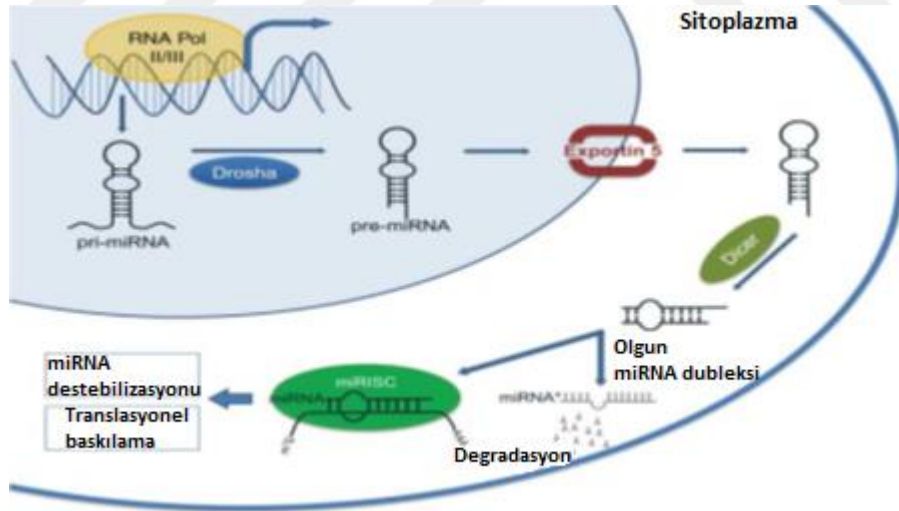 Sitoplazma
RNA Pol
II/III
Drosha
Exportin 5
pri-miRNA
pre-miRNA
Dicer
Olgun
miRNA dubleksi
miRNA
destebilizasyonu
Translasyonel
baskılama
miRISC
miRNA
miRNA*
Degradasyon